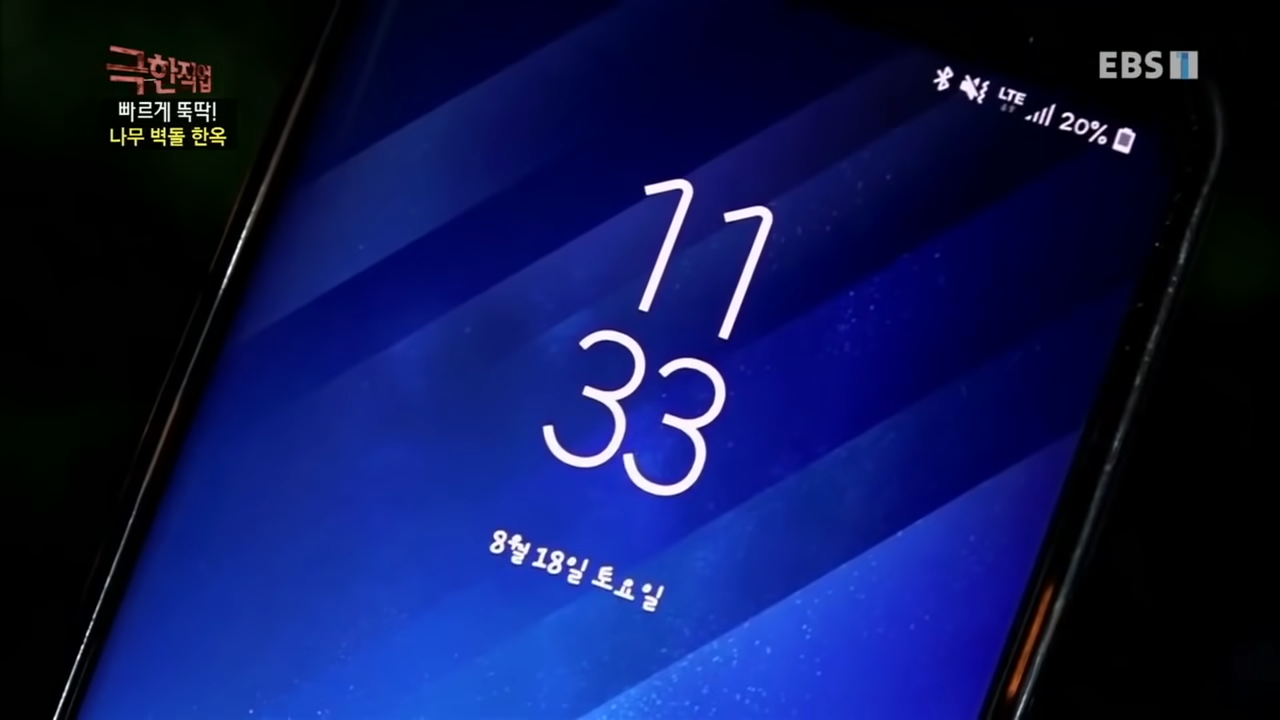 극한직업
빠르게 뚝딱!
나무 벽돌 한옥
EBS 1
LTE
20%
11
33
8월 18일 토요일